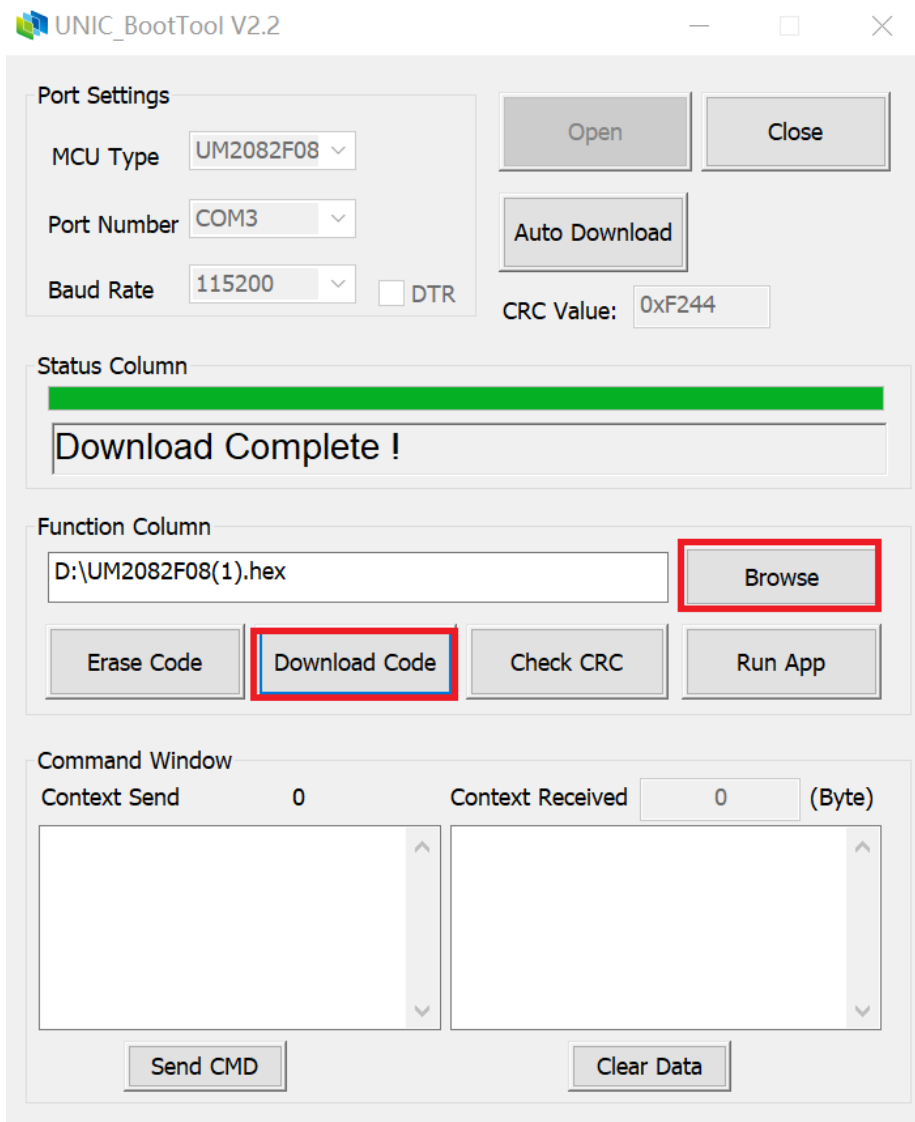 UNIC_BootTool V2.2
Port Settings
MCU Type
UM2082F08
Port Number
COM3
Baud Rate
115200
DTR
Open
Close
Auto Download
CRC Value:
0xF244
Status Column
Download Complete !
Function Column
D:\UM2082F08(1).hex
Browse
Erase Code
Download Code
Check CRC
Run App
Command Window
Context Send
0
Context Received
0
(Byte)
Send CMD
Clear Data